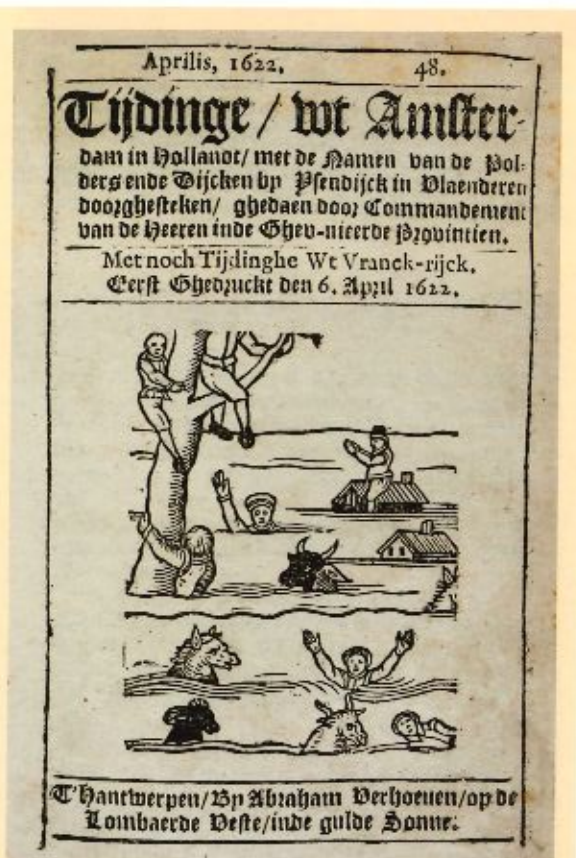 Aprilis, 1622. 48.
Tijdinge / wt Amster-
dam in Hollandt / met de Namen van de Pol-
ders ende Dijcken by Ysendijck in Vlaenderen
doorghesteken / ghedaen door Commandement
van de Heeren inde Ghev-nieerde Provintien.
Met noch Tijdinghe Wt Vranck-rijck.
Eerst Ghedruckt den 6. April 1622.
T'Hantwerpen / By Abraham Verhoeuen / op de
Lombaerde Veste / inde gulde Sonne.